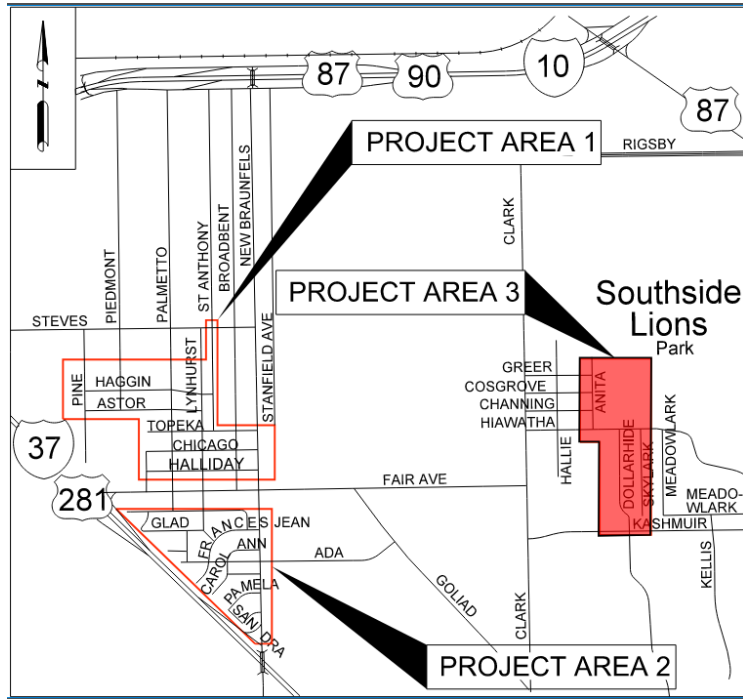 N
87
90
10
87
PROJECT AREA 1
RIGSBY
PIEDMONT
PALMETTO
ST ANTHONY
BROADBENT
NEW BRAUNFELS
CLARK
PROJECT AREA 3
Southside
Lions
Park
STEVES
STANFIELD AVE
LYNHURST
PINE
HAGGIN
ASTOR
TOPEKA
CHICAGO
HALLIDAY
GREER
COSGROVE
CHANNING
HIAWATHA
ANITA
HALLIE
DOLLARHIDE
SKYLARK
MEADOWLARK
37
281
FAIR AVE
MEADO-
WLARK
KASHMUIR
KELLIS
GLAD
FRANCES JEAN
ANN
CAROL
ADA
PAMELA
SANDRA
GOLIAD
CLARK
PROJECT AREA 2